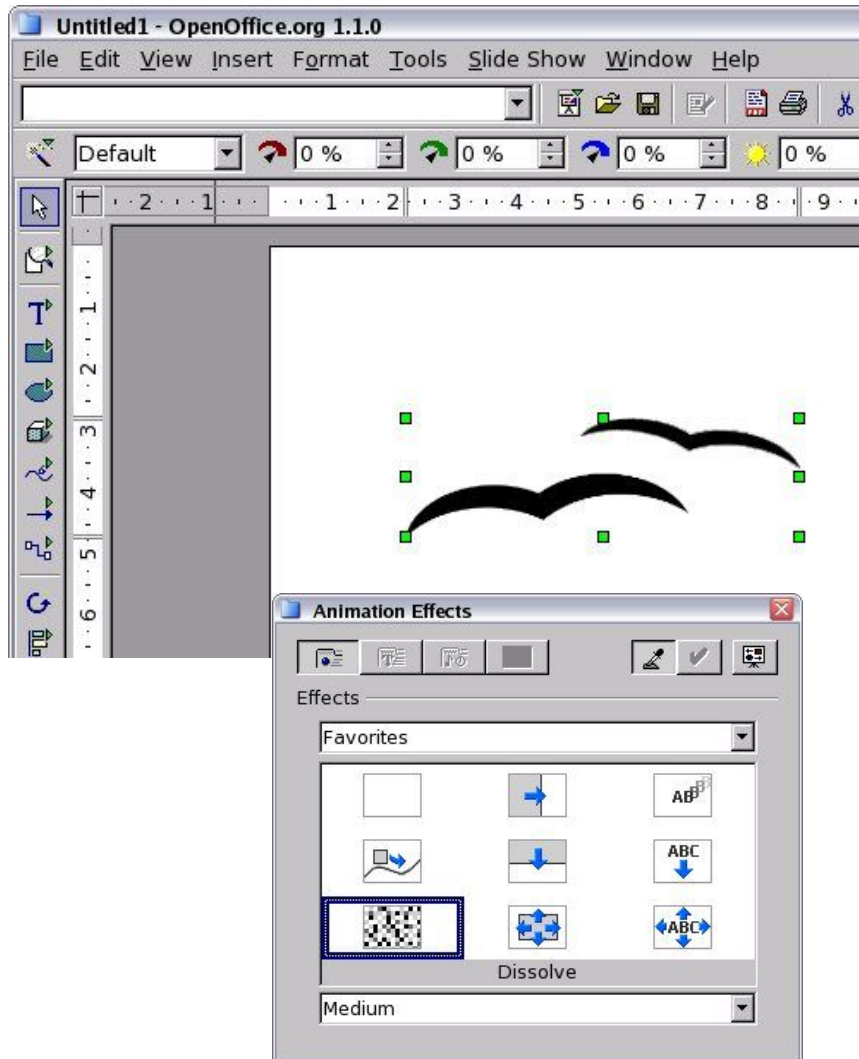 Untitled1 - OpenOffice.org 1.1.0
File Edit View Insert Format Tools Slide Show Window Help
Default 0 % 0 % 0 % 0 %
2 1 1 2 3 4 5 6 7 8 9
T
1
2
3
4
5
6
Animation Effects
Effects
Favorites
AB
ABC
ABC
Dissolve
Medium